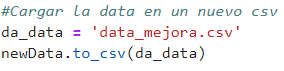 #Cargar la data en un nuevo csv
da_data = 'data_mejora.csv'
newData.to_csv(da_data)